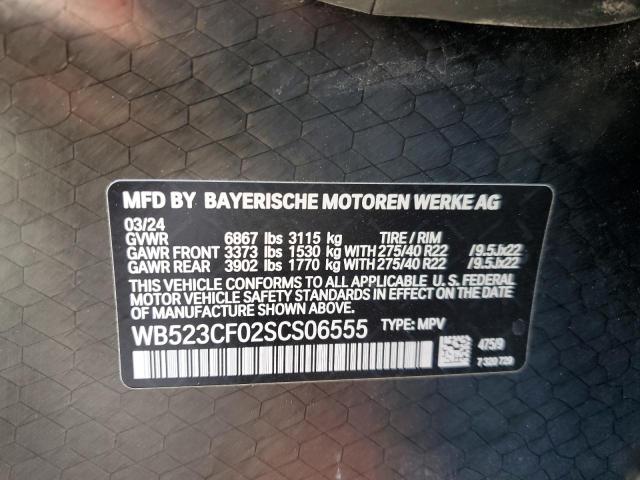 MFD BY BAYERISCHE MOTOREN WERKE AG
03/24
GVWR 6867 lbs 3115 kg TIRE / RIM
GAWR FRONT 3373 lbs 1530 kg WITH 275/40 R22 /9.5Jx22
GAWR REAR 3902 lbs 1770 kg WITH 275/40 R22 /9.5Jx22
THIS VEHICLE CONFORMS TO ALL APPLICABLE U. S. FEDERAL
MOTOR VEHICLE SAFETY STANDARDS IN EFFECT ON THE DATE OF
MANUFACTURE SHOWN ABOVE.
WB523CF02SCS06555 TYPE: MPV